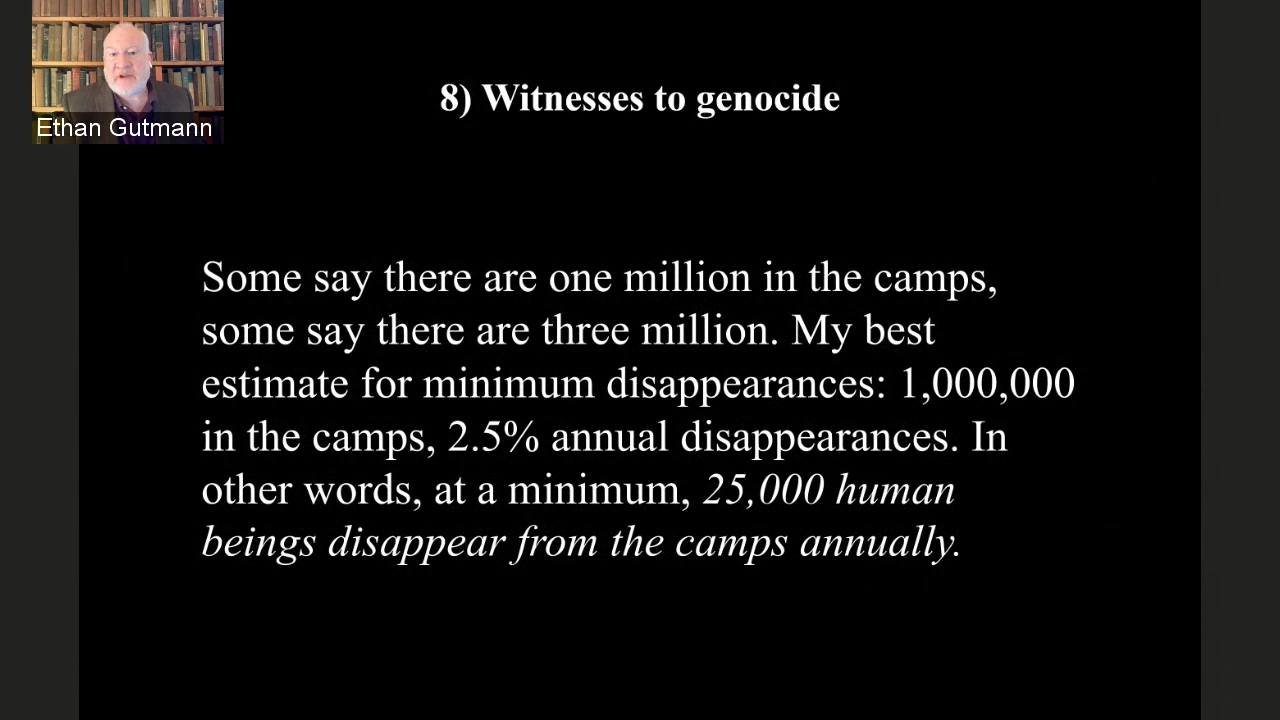 Ethan Gutmann
8) Witnesses to genocide
Some say there are one million in the camps,
some say there are three million. My best
estimate for minimum disappearances: 1,000,000
in the camps, 2.5% annual disappearances. In
other words, at a minimum, 25,000 human
beings disappear from the camps annually.